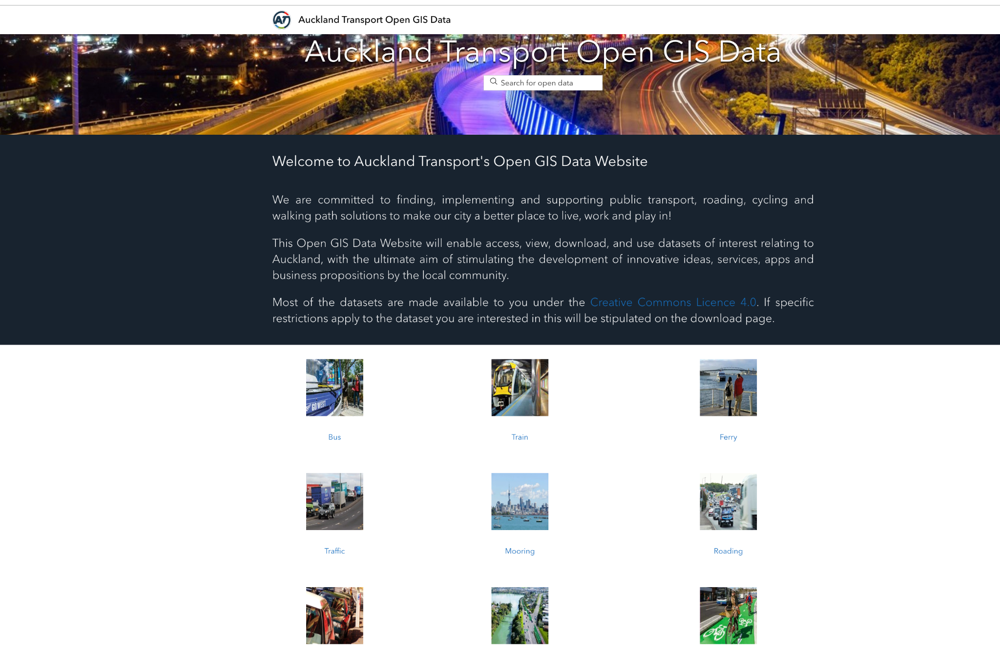 AT
Auckland Transport Open GIS Data
Auckland Transport Open GIS Data
Search for open data
Welcome to Auckland Transport's Open GIS Data Website
We are committed to finding, implementing and supporting public transport, roading, cycling and
walking path solutions to make our city a better place to live, work and play in!
This Open GIS Data Website will enable access, view, download, and use datasets of interest relating to
Auckland, with the ultimate aim of stimulating the development of innovative ideas, services, apps and
business propositions by the local community.
Most of the datasets are made available to you under the Creative Commons Licence 4.0. If specific
restrictions apply to the dataset you are interested in this will be stipulated on the download page.
GO WEST
Bus
Train
Ferry
Traffic
Mooring
Roading